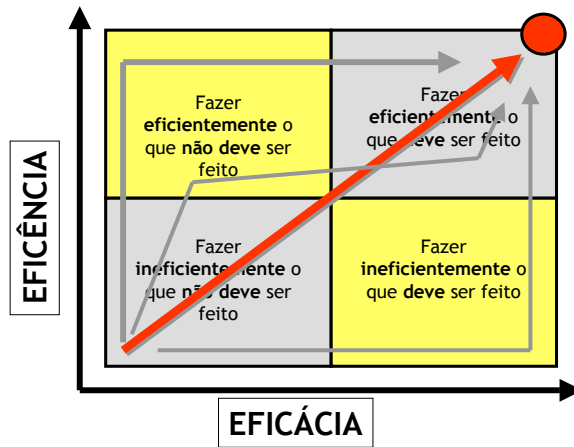 Fazer
eficientemente o
que não deve ser
feito
Fazer
eficientemente o
que deve ser
feito
EFICÊNCIA
Fazer
ineficientemente o
que não deve ser
feito
Fazer
ineficientemente o
que deve ser feito
EFICÁCIA